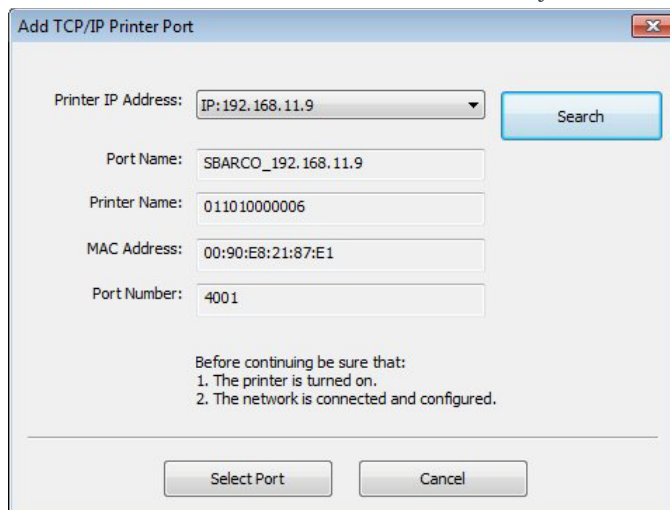 Add TCP/IP Printer Port
Printer IP Address: IP:192.168.11.9 Search
Port Name: SBARCO_192.168.11.9
Printer Name: 011010000006
MAC Address: 00:90:E8:21:87:E1
Port Number: 4001
Before continuing be sure that:
1. The printer is turned on.
2. The network is connected and configured.
Select Port Cancel